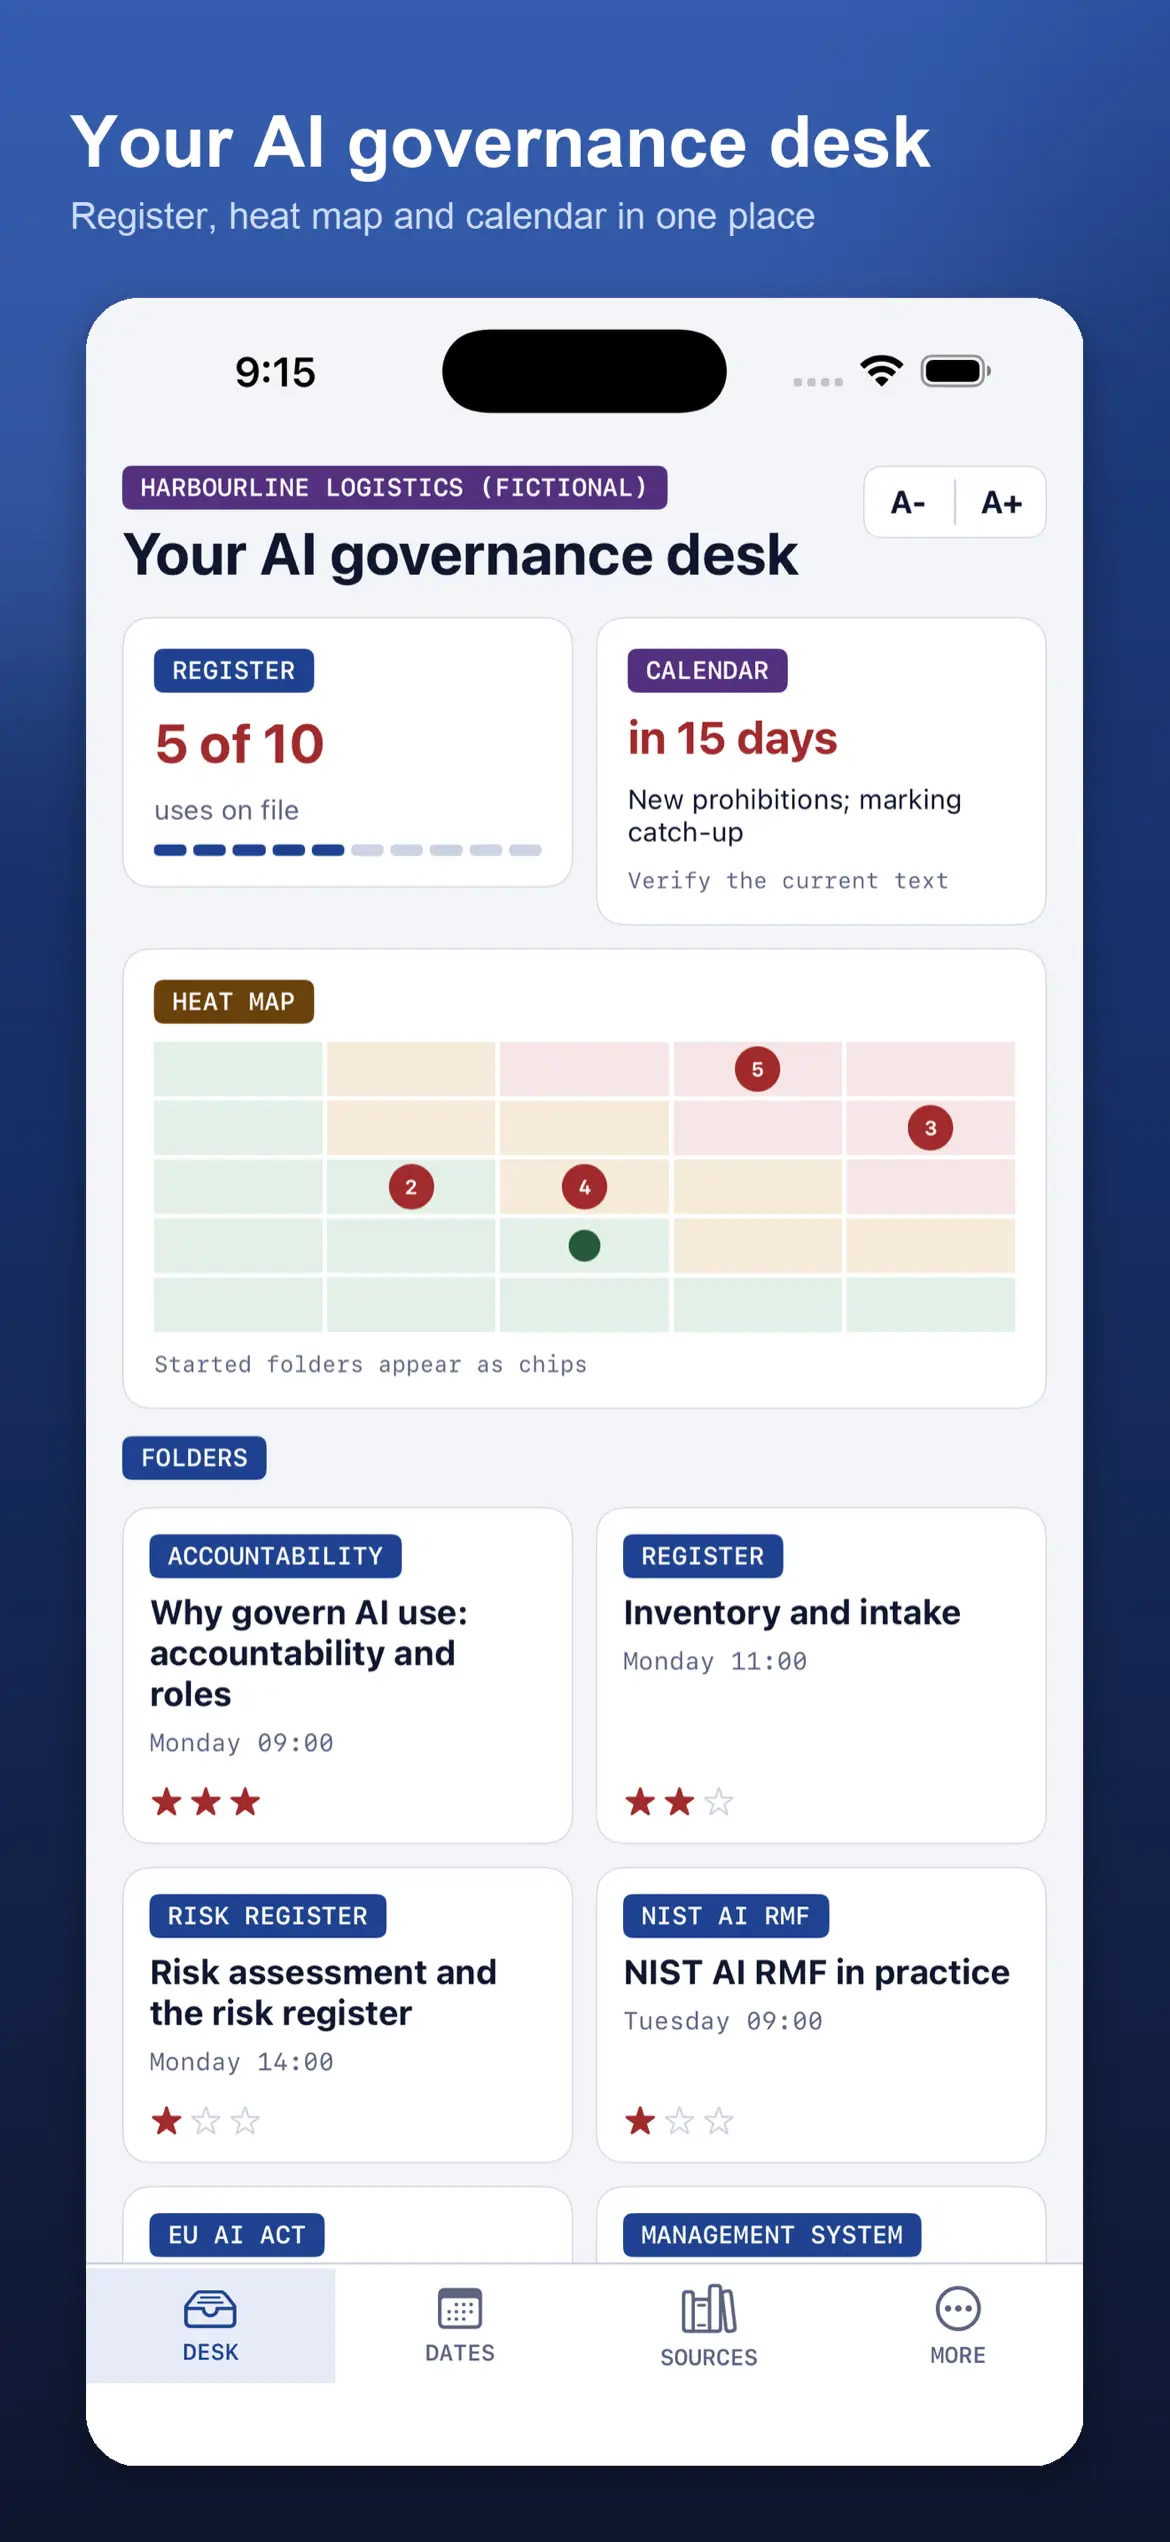 Your AI governance desk
Register, heat map and calendar in one place
9:15
HARBOURLINE LOGISTICS (FICTIONAL)
A-
A+
Your AI governance desk
REGISTER
5 of 10
uses on file
CALENDAR
in 15 days
New prohibitions; marking
catch-up
Verify the current text
HEAT MAP
5
3
2
4
Started folders appear as chips
FOLDERS
ACCOUNTABILITY
Why govern AI use:
accountability and
roles
Monday 09:00
REGISTER
Inventory and intake
Monday 11:00
RISK REGISTER
Risk assessment and
the risk register
Monday 14:00
NIST AI RMF
NIST AI RMF in practice
Tuesday 09:00
EU AI ACT
MANAGEMENT SYSTEM
DESK
DATES
SOURCES
MORE